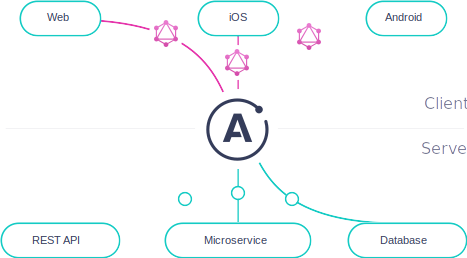 Web
iOS
Android
A
Client
Serve
REST API
Microservice
Database